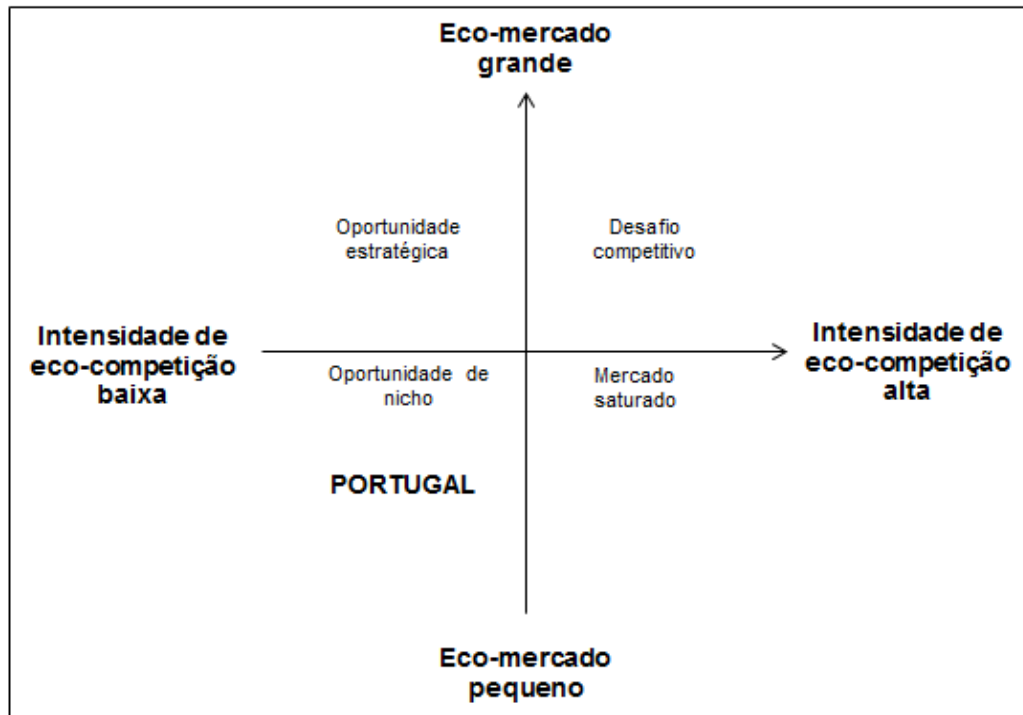 Eco-mercado
grande
Oportunidade
estratégica
Desafio
competitivo
Intensidade de
eco-competição
baixa
Intensidade de
eco-competição
alta
Oportunidade de
nicho
Mercado
saturado
PORTUGAL
Eco-mercado
pequeno